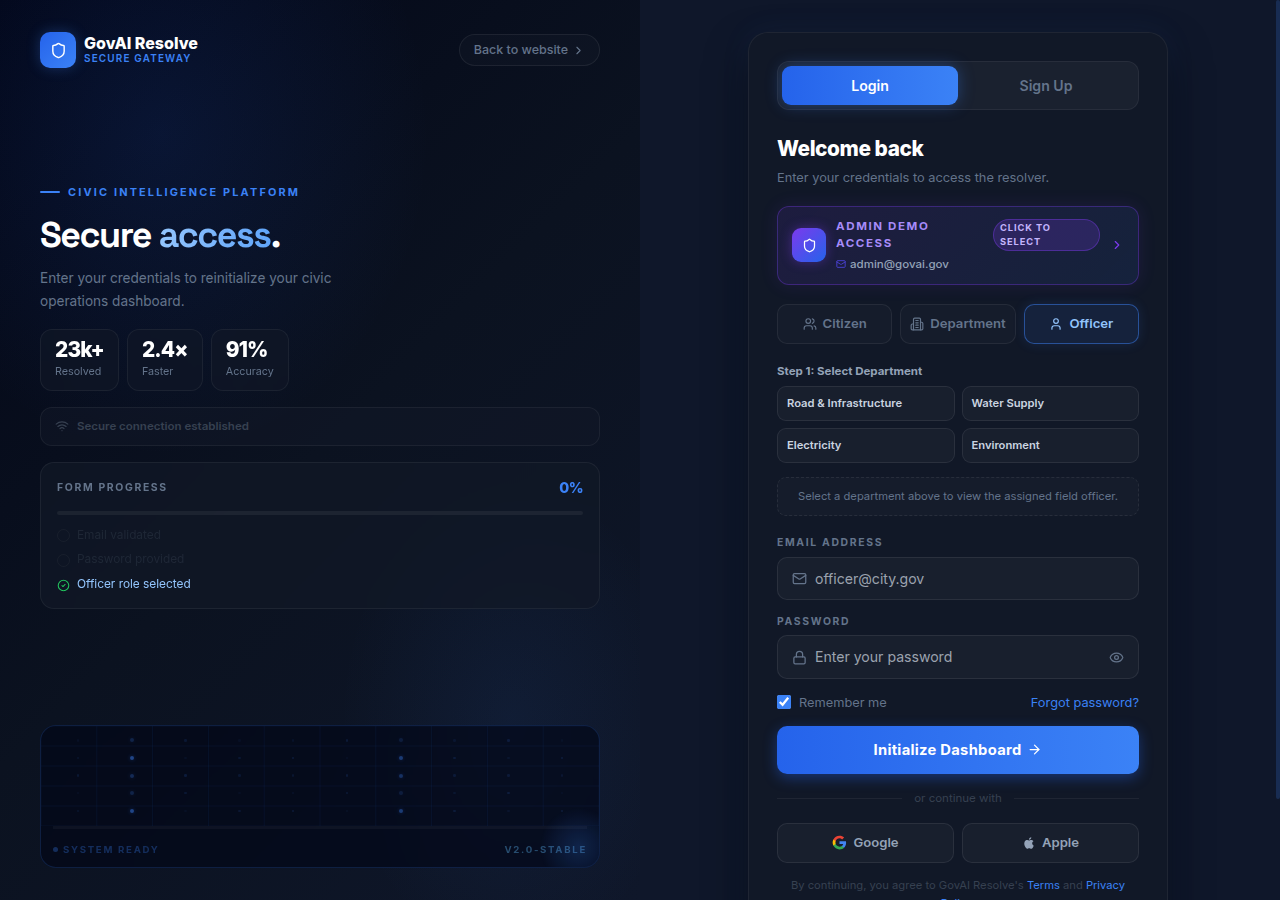 GovAI Resolve
SECURE GATEWAY
Back to website
CIVIC INTELLIGENCE PLATFORM
Secure access.
Enter your credentials to reinitialize your civic
operations dashboard.
23k+
Resolved
2.4×
Faster
91%
Accuracy
Secure connection established
FORM PROGRESS
0%
Email validated
Password provided
Officer role selected
SYSTEM READY
V2.0-STABLE
Login
Sign Up
Welcome back
Enter your credentials to access the resolver.
ADMIN DEMO
ACCESS
admin@govai.gov
CLICK TO
SELECT
Citizen
Department
Officer
Step 1: Select Department
Road & Infrastructure
Water Supply
Electricity
Environment
Select a department above to view the assigned field officer.
EMAIL ADDRESS
officer@city.gov
PASSWORD
Enter your password
Remember me
Forgot password?
Initialize Dashboard
or continue with
Google
Apple
By continuing, you agree to GovAI Resolve's Terms and Privacy